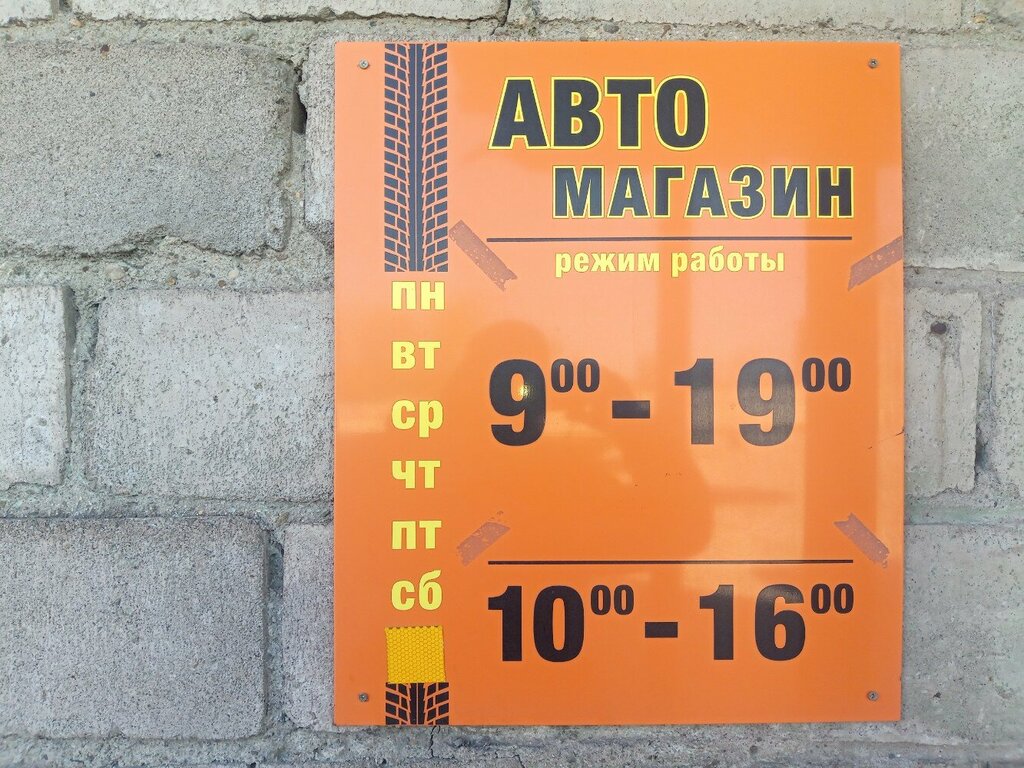 АВТО
МАГАЗИН
режим работы
пн
вт
ср
чт
пт
сб
9⁰⁰ - 19⁰⁰
10⁰⁰ - 16⁰⁰